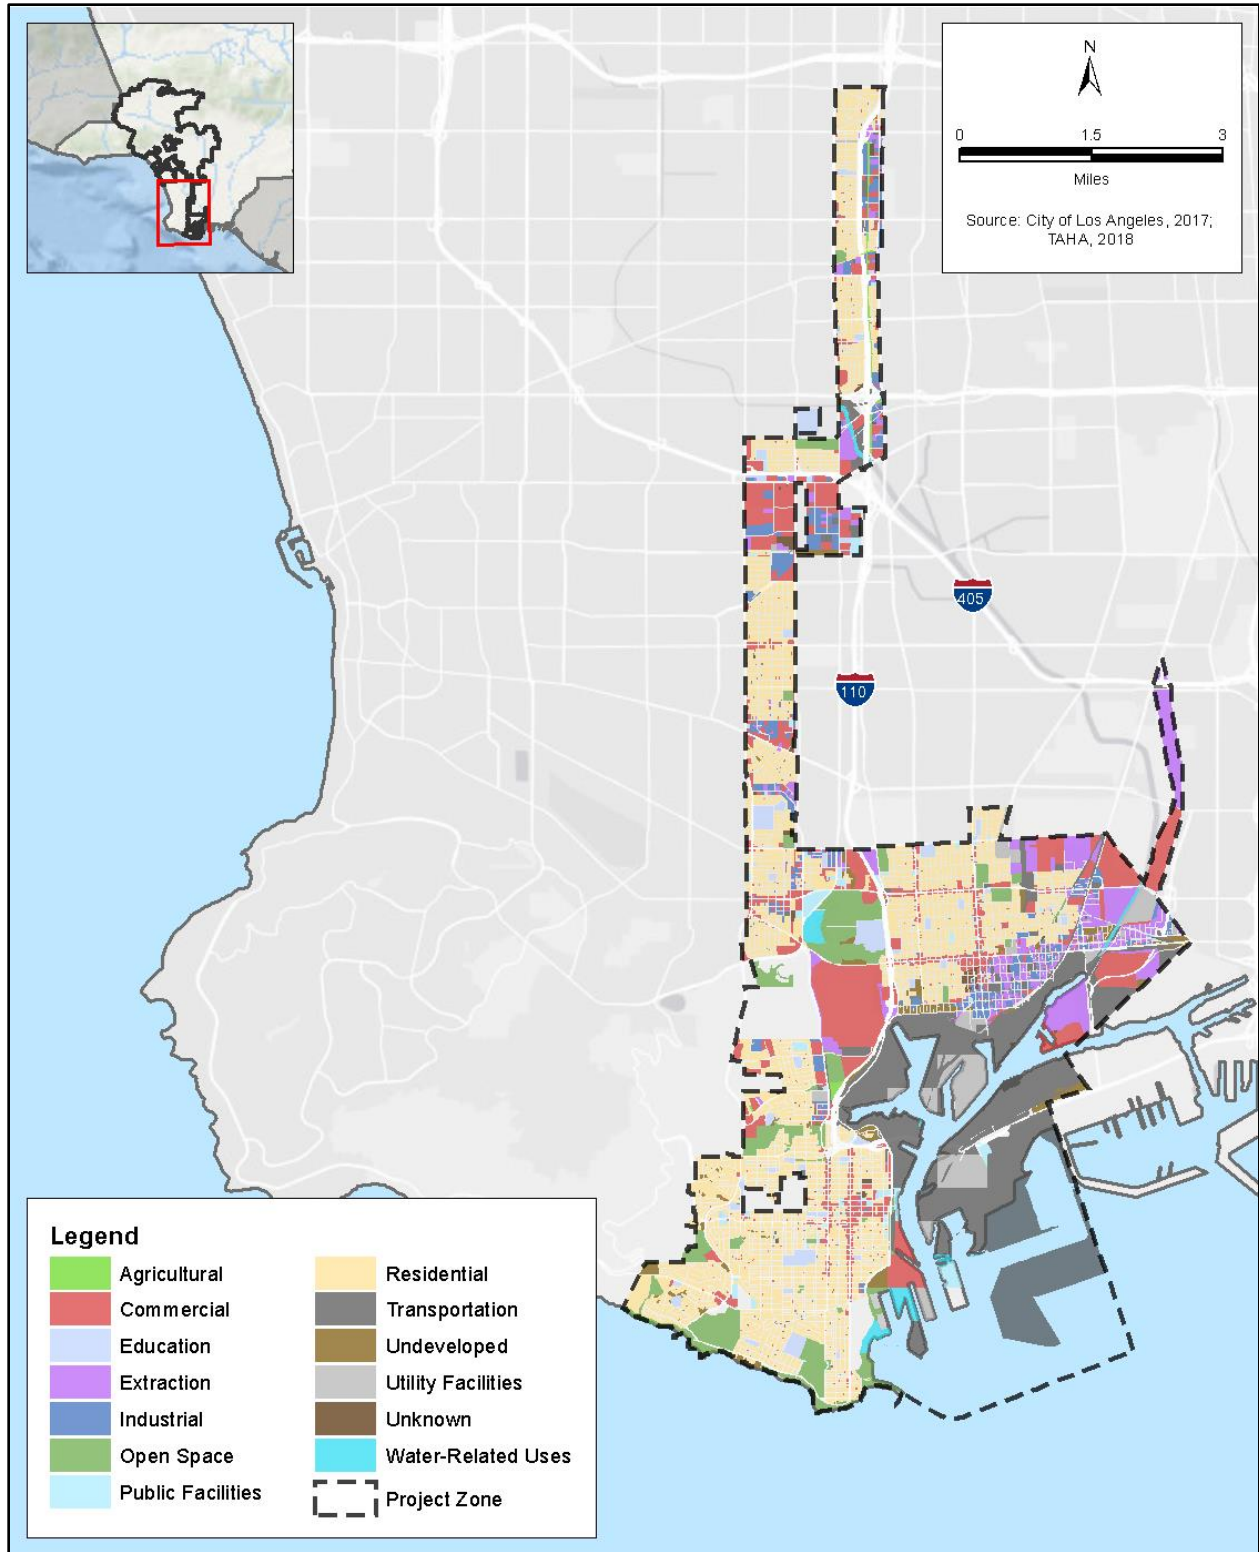 N
0 1.5 3
Miles
Source: City of Los Angeles, 2017;
TAHA, 2018
405
110
Legend
Agricultural
Commercial
Education
Extraction
Industrial
Open Space
Public Facilities
Residential
Transportation
Undeveloped
Utility Facilities
Unknown
Water-Related Uses
Project Zone